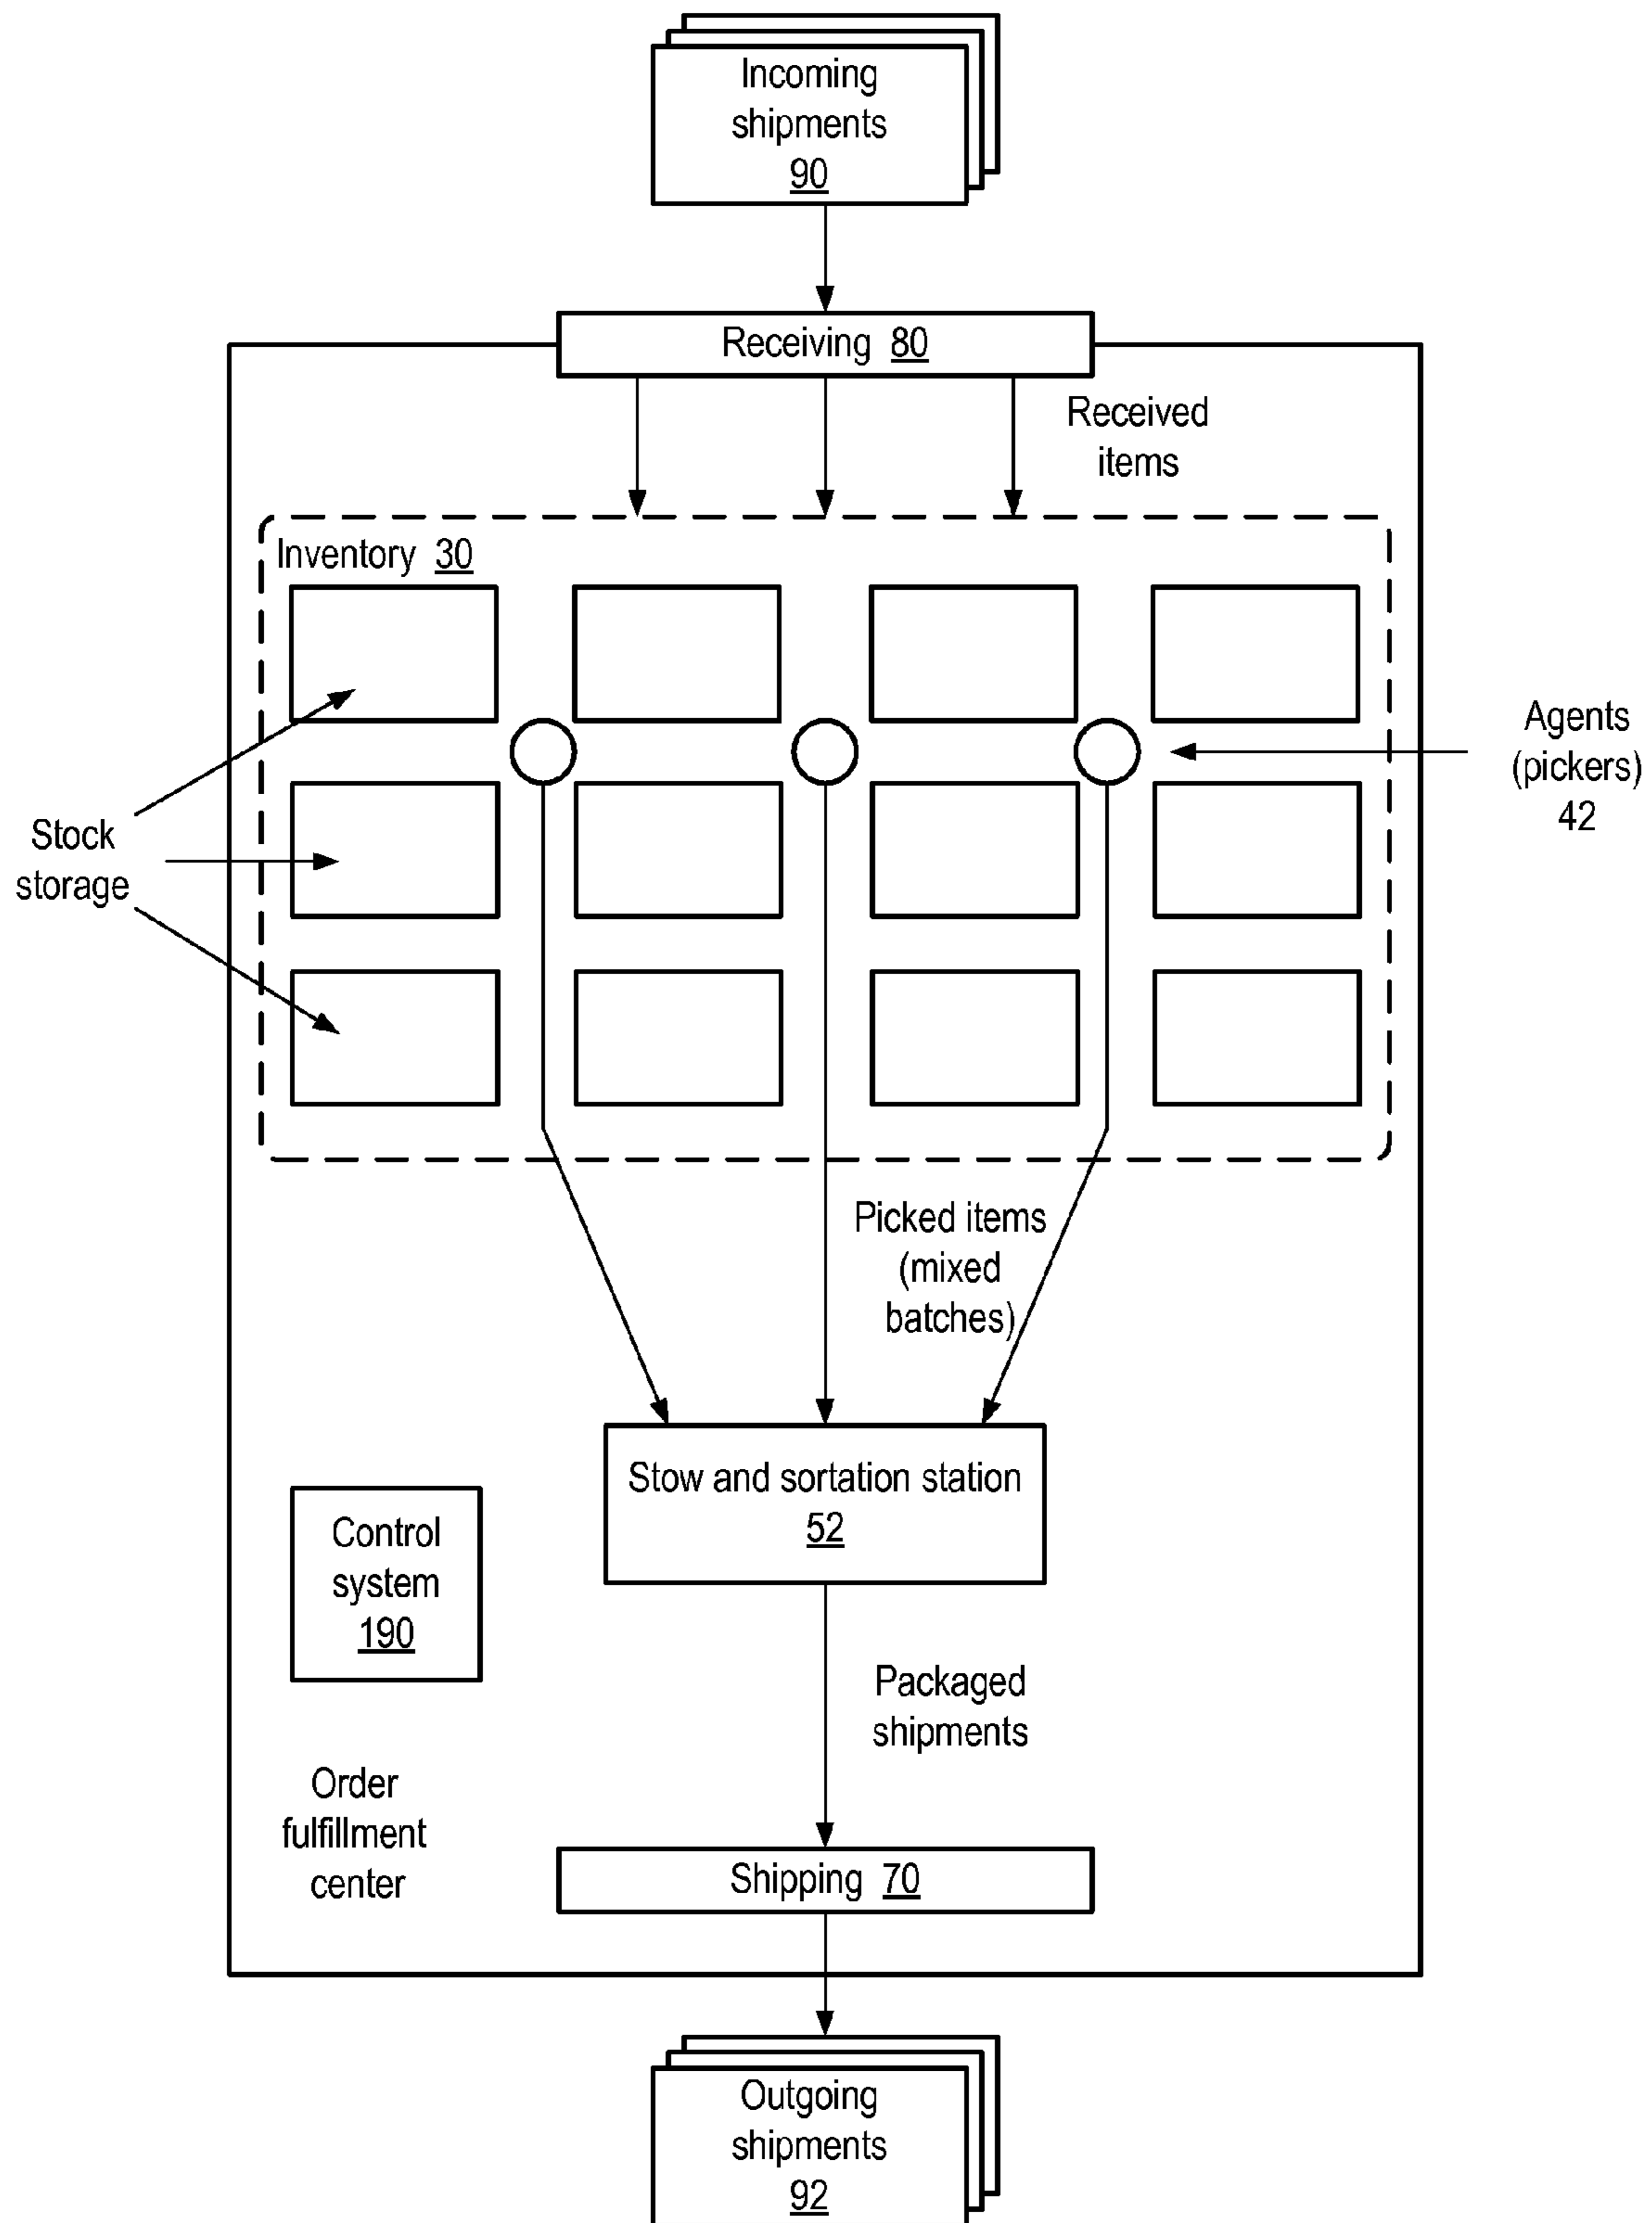 Incoming
shipments
90
Receiving 80
Received
items
Inventory 30
Agents
(pickers)
42
Stock
storage
Picked items
(mixed
batches)
Stow and sortation station
52
Control
system
190
Packaged
shipments
Order
fulfillment
center
Shipping 70
Outgoing
shipments
92